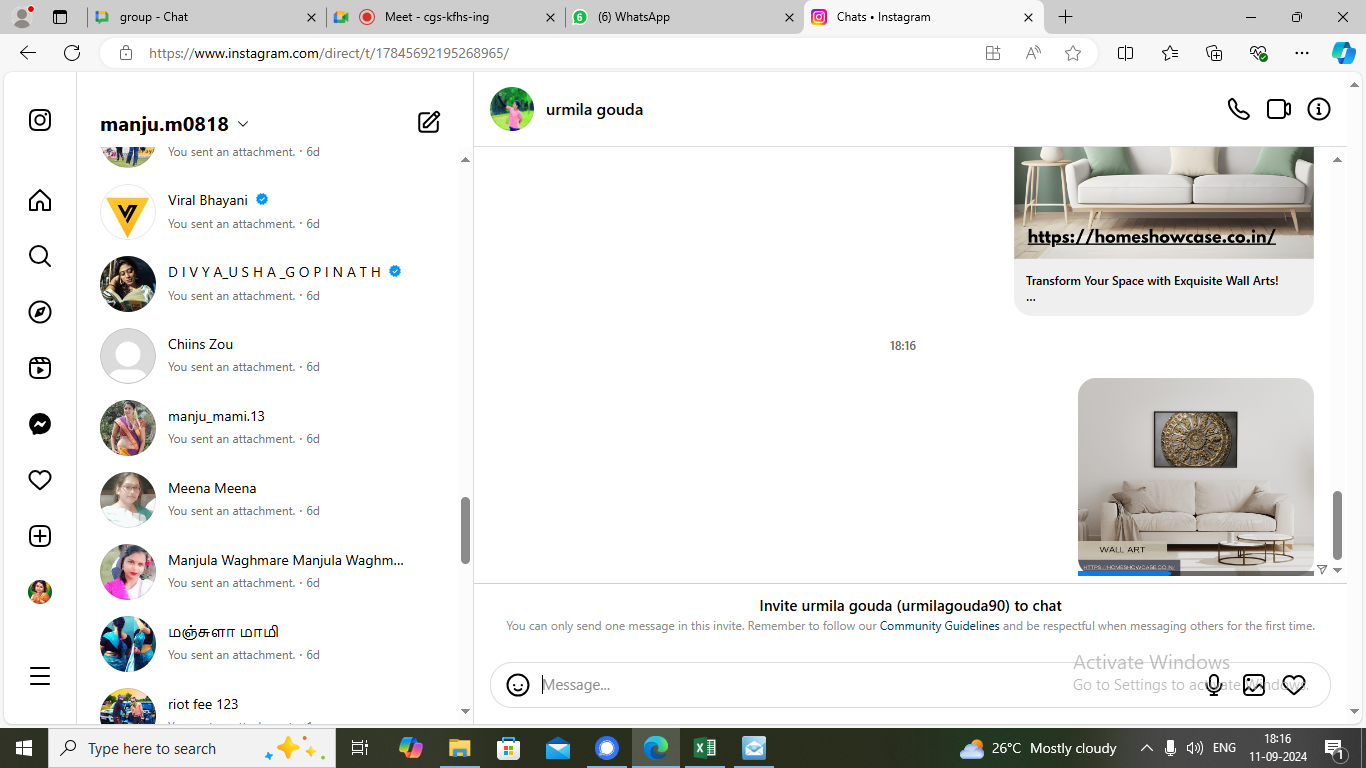 group - Chat
Meet - cgs-kfhs-ing
(6) WhatsApp
Chats • Instagram
https://www.instagram.com/direct/t/17845692195268965/
manju.m0818
You sent an attachment. · 6d
Viral Bhayani
You sent an attachment. · 6d
D I V Y A_U S H A _G O P I N A T H
You sent an attachment. · 6d
Chiins Zou
You sent an attachment. · 6d
manju_mami.13
You sent an attachment. · 6d
Meena Meena
You sent an attachment. · 6d
Manjula Waghmare Manjula Waghm...
You sent an attachment. · 6d
மஞ்சுளா மாமி
You sent an attachment. · 6d
riot fee 123
urmila gouda
https://homeshowcase.co.in/
Transform Your Space with Exquisite Wall Arts!
...
18:16
WALL ART
HTTPS://HOMESHOWCASE.CO.IN/
Invite urmila gouda (urmilagouda90) to chat
You can only send one message in this invite. Remember to follow our Community Guidelines and be respectful when messaging others for the first time.
Message...
Activate Windows
Go to Settings to activate Windows.
Type here to search
26°C Mostly cloudy
ENG
18:16
11-09-2024
1